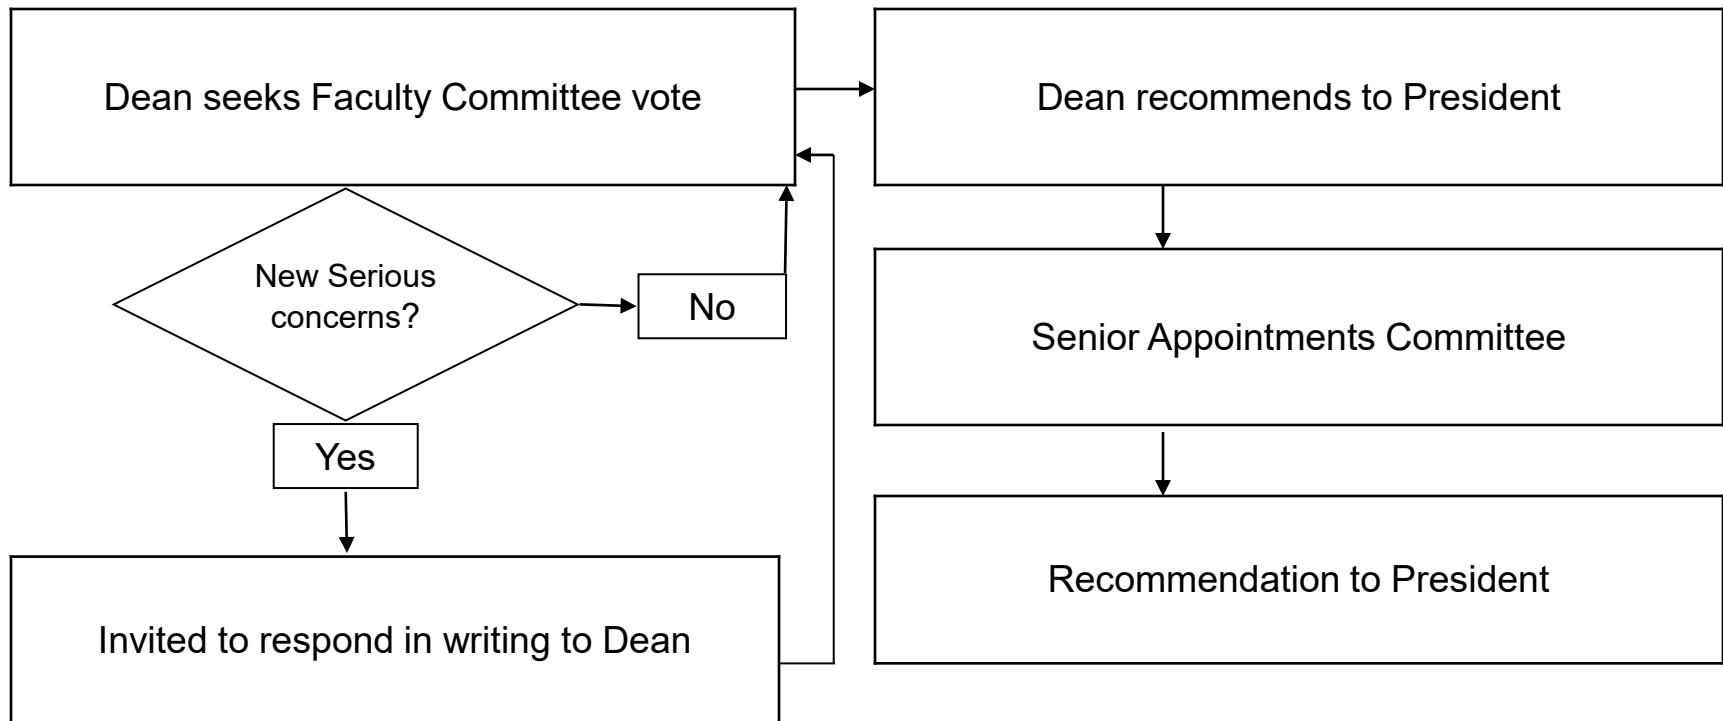 Dean seeks Faculty Committee vote
New Serious
concerns?
No
Yes
Invited to respond in writing to Dean
Dean recommends to President
Senior Appointments Committee
Recommendation to President